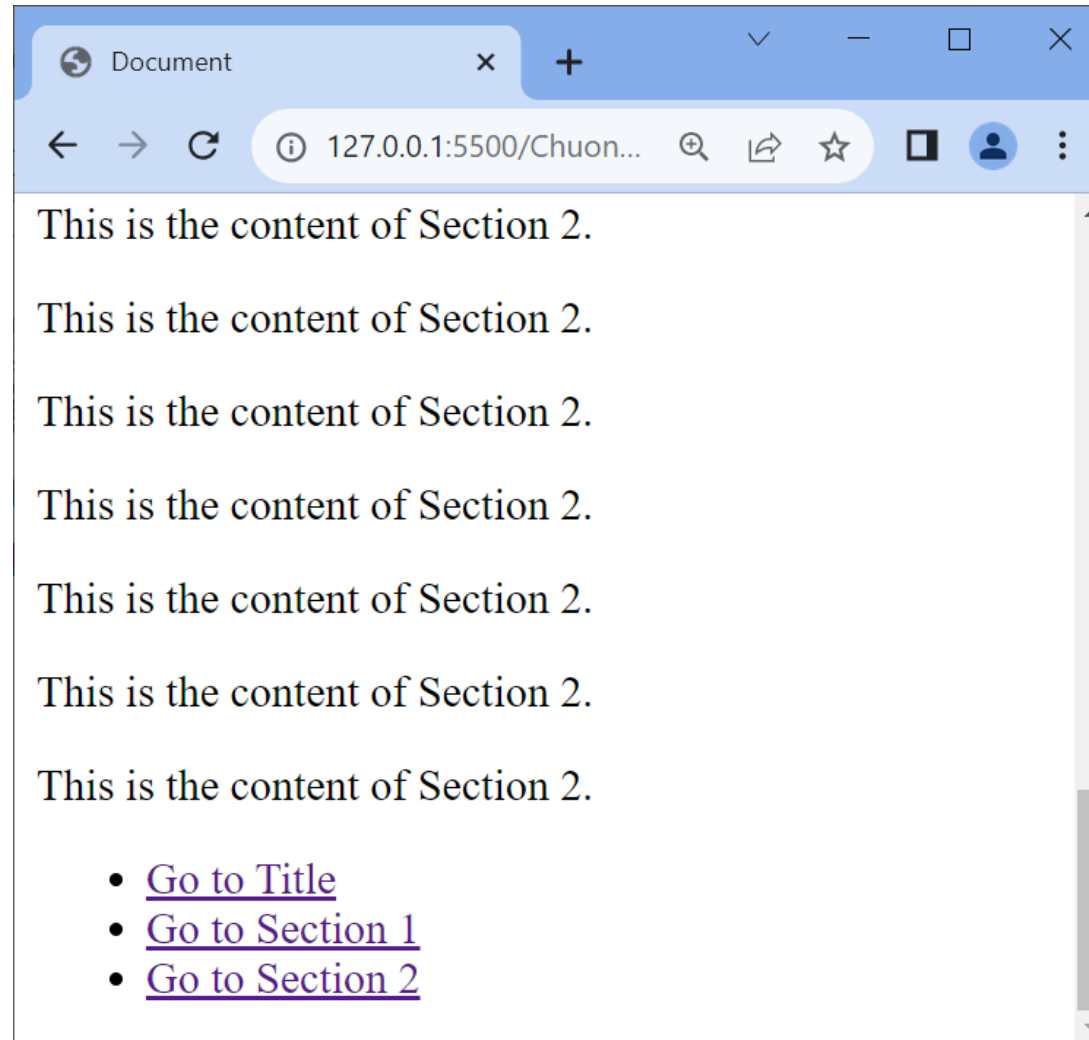 Document
127.0.0.1:5500/Chuon...
This is the content of Section 2.
This is the content of Section 2.
This is the content of Section 2.
This is the content of Section 2.
This is the content of Section 2.
This is the content of Section 2.
This is the content of Section 2.
Go to Title
Go to Section 1
Go to Section 2